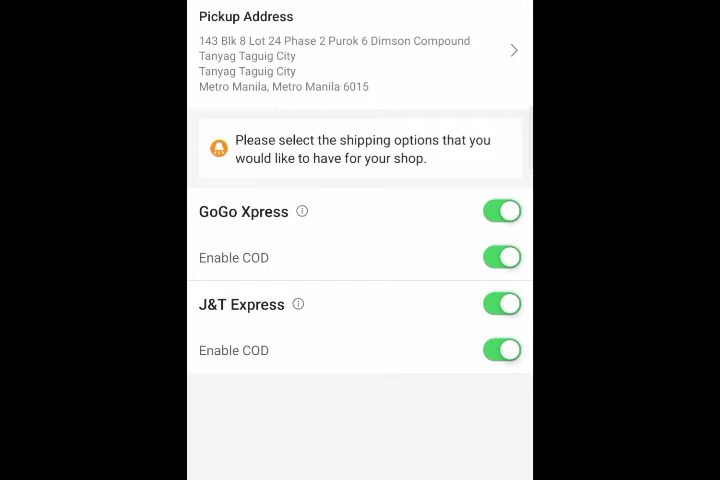 Pickup Address
143 Blk 8 Lot 24 Phase 2 Purok 6 Dimson Compound
Tanyag Taguig City
Tanyag Taguig City
Metro Manila, Metro Manila 6015
Please select the shipping options that you
would like to have for your shop.
GoGo Xpress
Enable COD
J&T Express
Enable COD